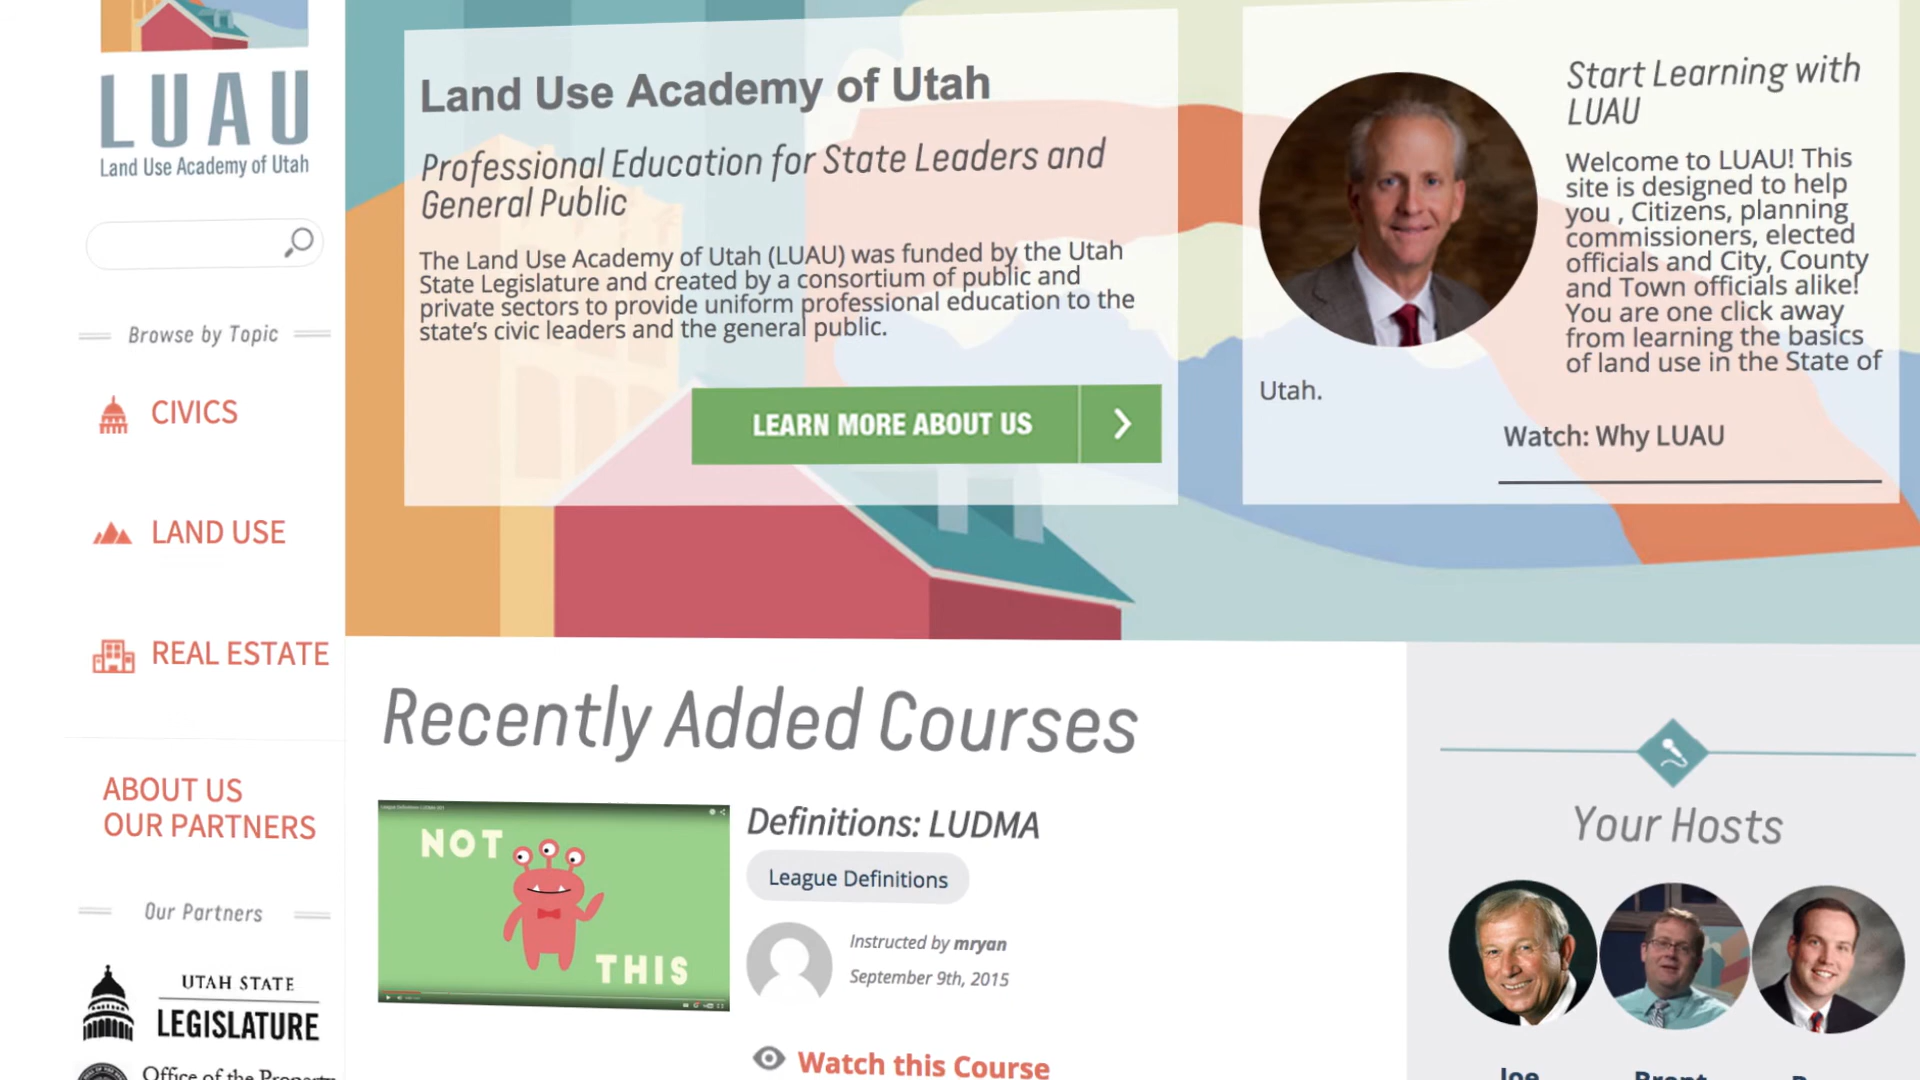 LUAU
Land Use Academy of Utah
Browse by Topic
CIVICS
LAND USE
REAL ESTATE
ABOUT US
OUR PARTNERS
Our Partners
UTAH STATE
LEGISLATURE
Office of the Property
Land Use Academy of Utah
Professional Education for State Leaders and
General Public
The Land Use Academy of Utah (LUAU) was funded by the Utah
State Legislature and created by a consortium of public and
private sectors to provide uniform professional education to the
state's civic leaders and the general public.
LEARN MORE ABOUT US
Start Learning with
LUAU
Welcome to LUAU! This
site is designed to help
you , Citizens, planning
commissioners, elected
officials and City, County
and Town officials alike!
You are one click away
from learning the basics
of land use in the State of
Utah.
Watch: Why LUAU
Recently Added Courses
NOT
THIS
Definitions: LUDMA
League Definitions
Instructed by mryan
September 9th, 2015
Watch this Course
Your Hosts
Joe
Brent